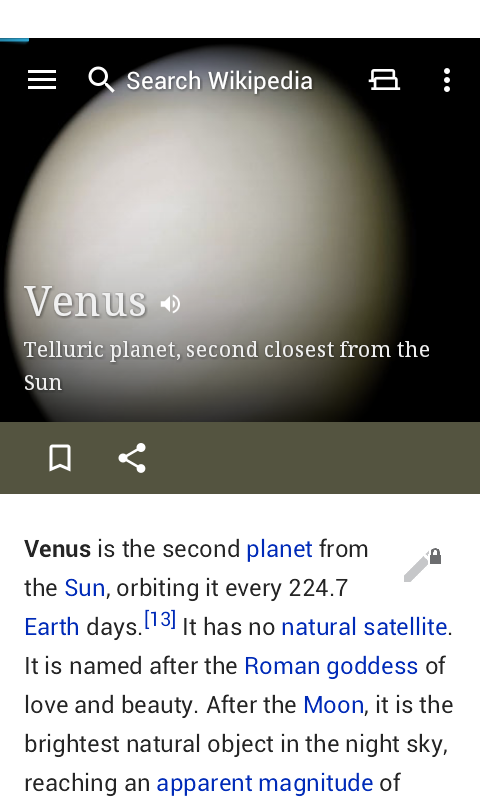 Search Wikipedia
Venus
Telluric planet, second closest from the
Sun
Venus is the second planet from
the Sun, orbiting it every 224.7
Earth days.[13] It has no natural satellite.
It is named after the Roman goddess of
love and beauty. After the Moon, it is the
brightest natural object in the night sky,
reaching an apparent magnitude of